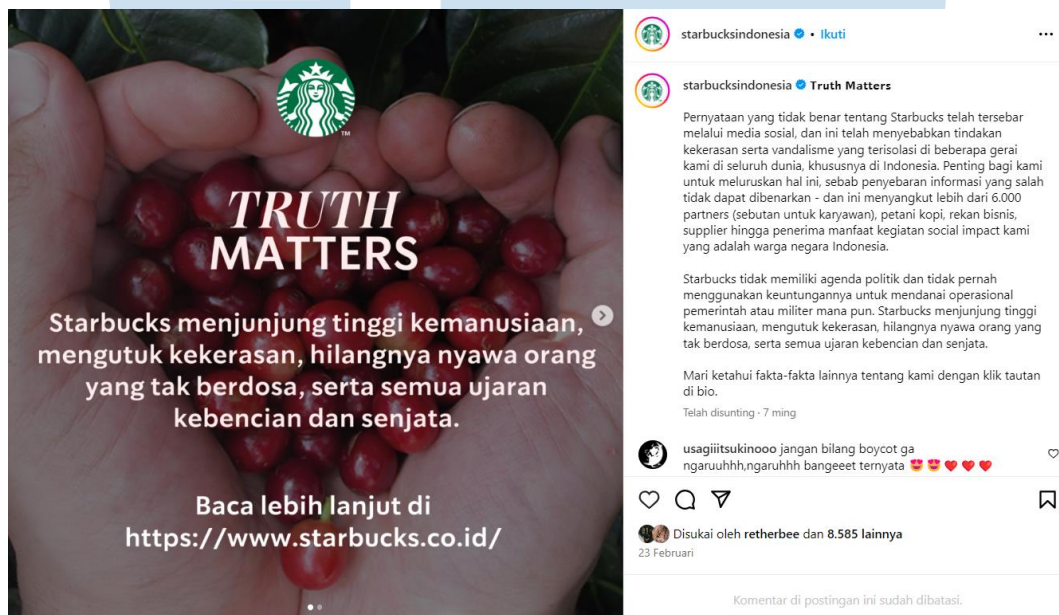 TM
TRUTH
MATTERS
Starbucks menjunjung tinggi kemanusiaan,
mengutuk kekerasan, hilangnya nyawa orang
yang tak berdosa, serta semua ujaran
kebencian dan senjata.
Baca lebih lanjut di
https://www.starbucks.co.id/
starbucksindonesia • Ikuti
starbucksindonesia Truth Matters
Pernyataan yang tidak benar tentang Starbucks telah tersebar
melalui media sosial, dan ini telah menyebabkan tindakan
kekerasan serta vandalisme yang terisolasi di beberapa gerai
kami di seluruh dunia, khususnya di Indonesia. Penting bagi kami
untuk meluruskan hal ini, sebab penyebaran informasi yang salah
tidak dapat dibenarkan - dan ini menyangkut lebih dari 6.000
partners (sebutan untuk karyawan), petani kopi, rekan bisnis,
supplier hingga penerima manfaat kegiatan social impact kami
yang adalah warga negara Indonesia.
Starbucks tidak memiliki agenda politik dan tidak pernah
menggunakan keuntungannya untuk mendanai operasional
pemerintah atau militer mana pun. Starbucks menjunjung tinggi
kemanusiaan, mengutuk kekerasan, hilangnya nyawa orang yang
tak berdosa, serta semua ujaran kebencian dan senjata.
Mari ketahui fakta-fakta lainnya tentang kami dengan klik tautan
di bio.
Telah disunting · 7 ming
usagiiitsukinooo jangan bilang boycot ga
ngaruuhhh,ngaruhhh bangeeet ternyata 😍 😍 ❤️ ❤️ ❤️
Disukai oleh retherbee dan 8.585 lainnya
23 Februari
Komentar di postingan ini sudah dibatasi.